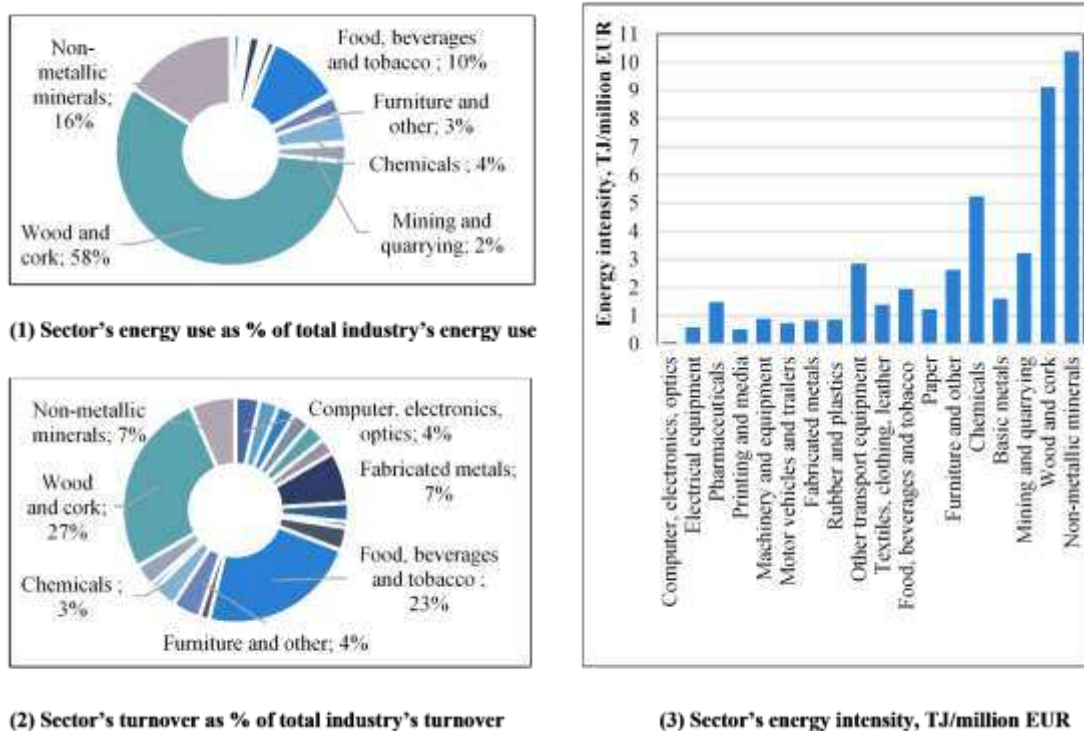 Non-
metallic
minerals;
16%
Food, beverages
and tobacco ; 10%
Furniture and
other; 3%
Chemicals ; 4%
Mining and
quarrying; 2%
Wood and
cork; 58%
(1) Sector's energy use as % of total industry's energy use
Non-metallic
minerals; 7%
Computer, electronics,
optics; 4%
Fabricated metals;
7%
Wood
and cork;
27%
Food, beverages
and tobacco ;
23%
Chemicals ;
3%
Furniture and other; 4%
(2) Sector's turnover as % of total industry's turnover
Energy intensity, TJ/million EUR
11
10
9
8
7
6
5
4
3
2
1
0
Computer, electronics, optics
Electrical equipment
Pharmaceuticals
Printing and media
Machinery and equipment
Motor vehicles and trailers
Fabricated metals
Rubber and plastics
Other transport equipment
Textiles, clothing, leather
Food, beverages and tobacco
Paper
Furniture and other
Chemicals
Basic metals
Mining and quarrying
Wood and cork
Non-metallic minerals
(3) Sector's energy intensity, TJ/million EUR